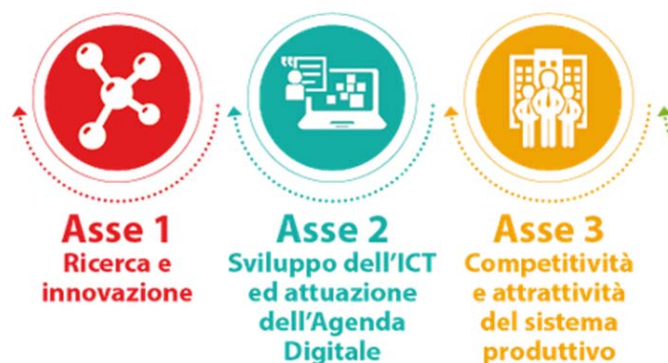 Asse 1
Ricerca e
innovazione
Asse 2
Sviluppo dell'ICT
ed attuazione
dell'Agenda
Digitale
Asse 3
Competitività
e attrattività
del sistema
produttivo